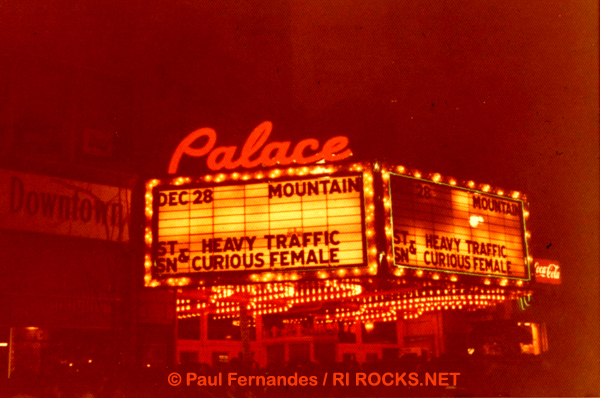 Palace
Downtown
DEC 28 MOUNTAIN
ST & SN HEAVY TRAFFIC
CURIOUS FEMALE
28 MOUNTAIN
ST & SN HEAVY TRAFFIC
CURIOUS FEMALE
Coca-Cola
© Paul Fernandes / RI ROCKS.NET